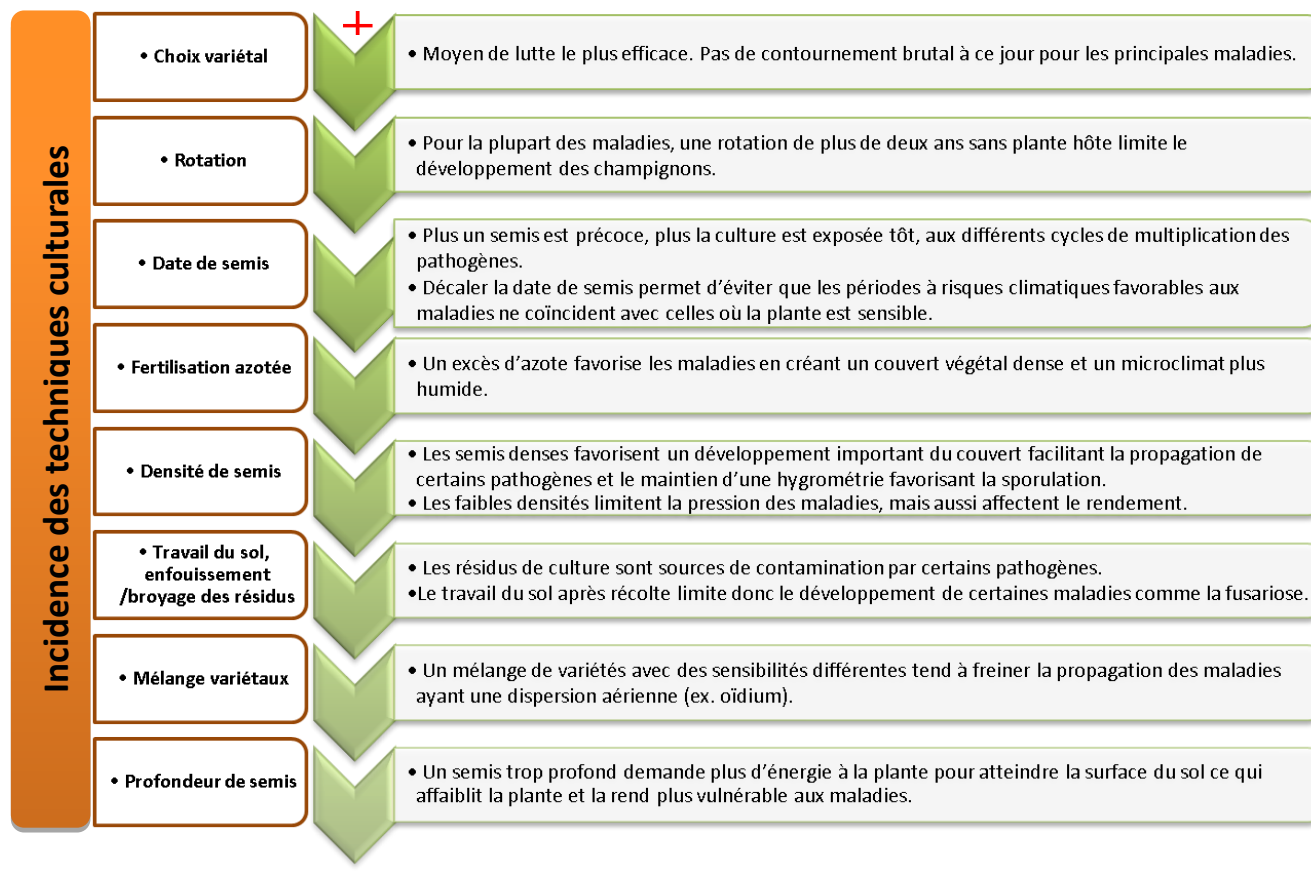 Incidence des techniques culturales
+
• Choix variétal
• Moyen de lutte le plus efficace. Pas de contournement brutal à ce jour pour les principales maladies.
• Rotation
• Pour la plupart des maladies, une rotation de plus de deux ans sans plante hôte limite le
développement des champignons.
• Date de semis
• Plus un semis est précoce, plus la culture est exposée tôt, aux différents cycles de multiplication des
pathogènes.
• Décaler la date de semis permet d’éviter que les périodes à risques climatiques favorables aux
maladies ne coïncident avec celles où la plante est sensible.
• Fertilisation azotée
• Un excès d’azote favorise les maladies en créant un couvert végétal dense et un microclimat plus
humide.
• Densité de semis
• Les semis denses favorisent un développement important du couvert facilitant la propagation de
certains pathogènes et le maintien d’une hygrométrie favorisant la sporulation.
• Les faibles densités limitent la pression des maladies, mais aussi affectent le rendement.
• Travail du sol,
enfouissement
/broyage des résidus
• Les résidus de culture sont sources de contamination par certains pathogènes.
•Le travail du sol après récolte limite donc le développement de certaines maladies comme la fusariose.
• Mélange variétaux
• Un mélange de variétés avec des sensibilités différentes tend à freiner la propagation des maladies
ayant une dispersion aérienne (ex. oïdium).
• Profondeur de semis
• Un semis trop profond demande plus d’énergie à la plante pour atteindre la surface du sol ce qui
affaiblit la plante et la rend plus vulnérable aux maladies.